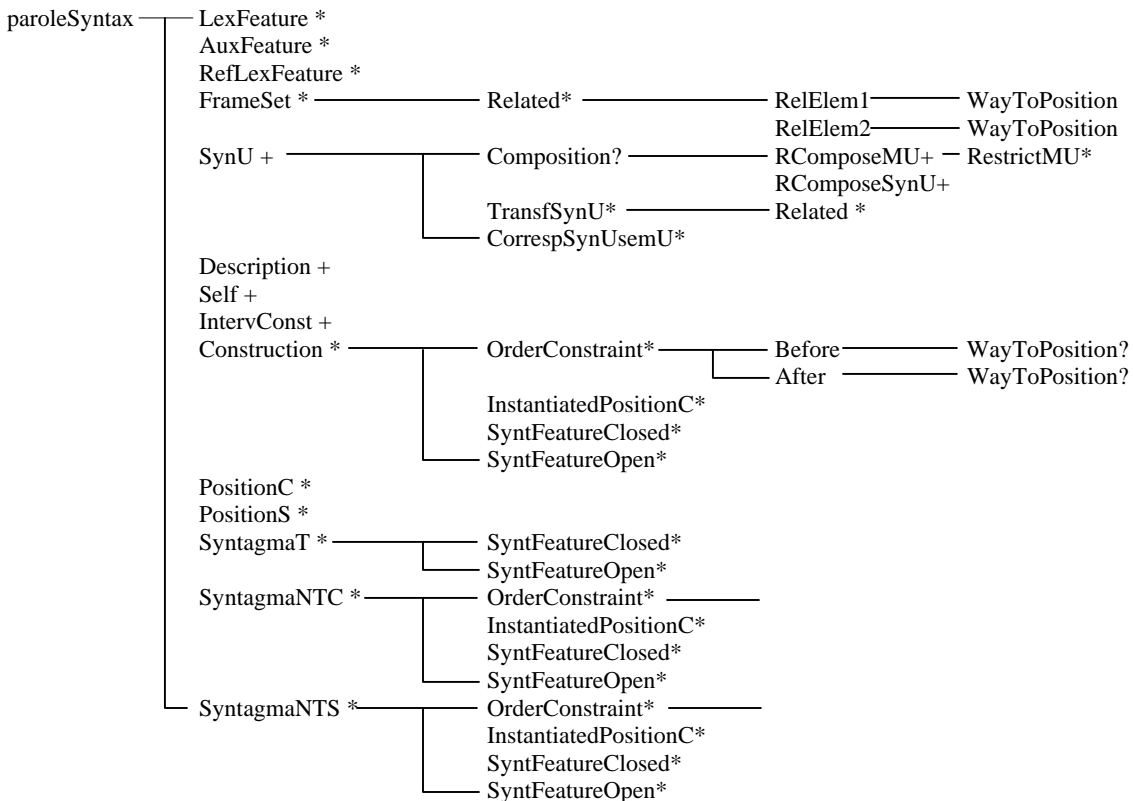 paroleSyntax LexFeature *
AuxFeature *
RefLexFeature *
FrameSet * Related* RelElem1 WayToPosition
RelElem2 WayToPosition
SynU + Composition? RComposeMU+ RestrictMU*
RComposeSynU+
TransfSynU* Related *
CorrespSynUsemU*
Description +
Self +
IntervConst +
Construction * OrderConstraint* Before WayToPosition?
After WayToPosition?
InstantiatedPositionC*
SyntFeatureClosed*
SyntFeatureOpen*
PositionC *
PositionS *
SyntagmaT * SyntFeatureClosed*
SyntFeatureOpen*
SyntagmaNTC * OrderConstraint*
InstantiatedPositionC*
SyntFeatureClosed*
SyntFeatureOpen*
SyntagmaNTS * OrderConstraint*
InstantiatedPositionC*
SyntFeatureClosed*
SyntFeatureOpen*